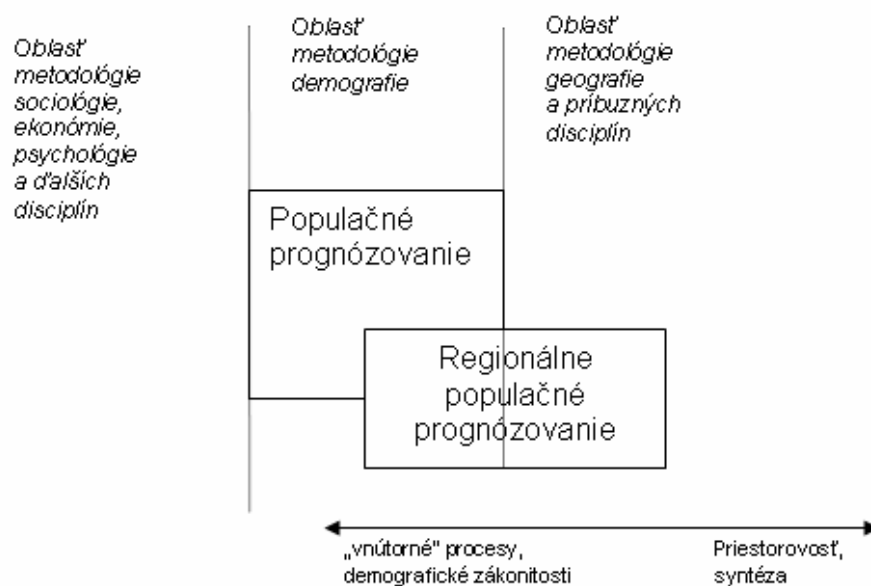 Oblasť
metodológie
sociológie,
ekonómie,
psychológie
a ďalších
disciplín
Oblasť
metodológie
demografie
Oblasť
metodológie
geografie
a príbuzných
disciplín
Populačné
prognózovanie
Regionálne
populačné
prognózovanie
„vnútorné" procesy,
demografické zákonitosti
Priestorovosť,
syntéza